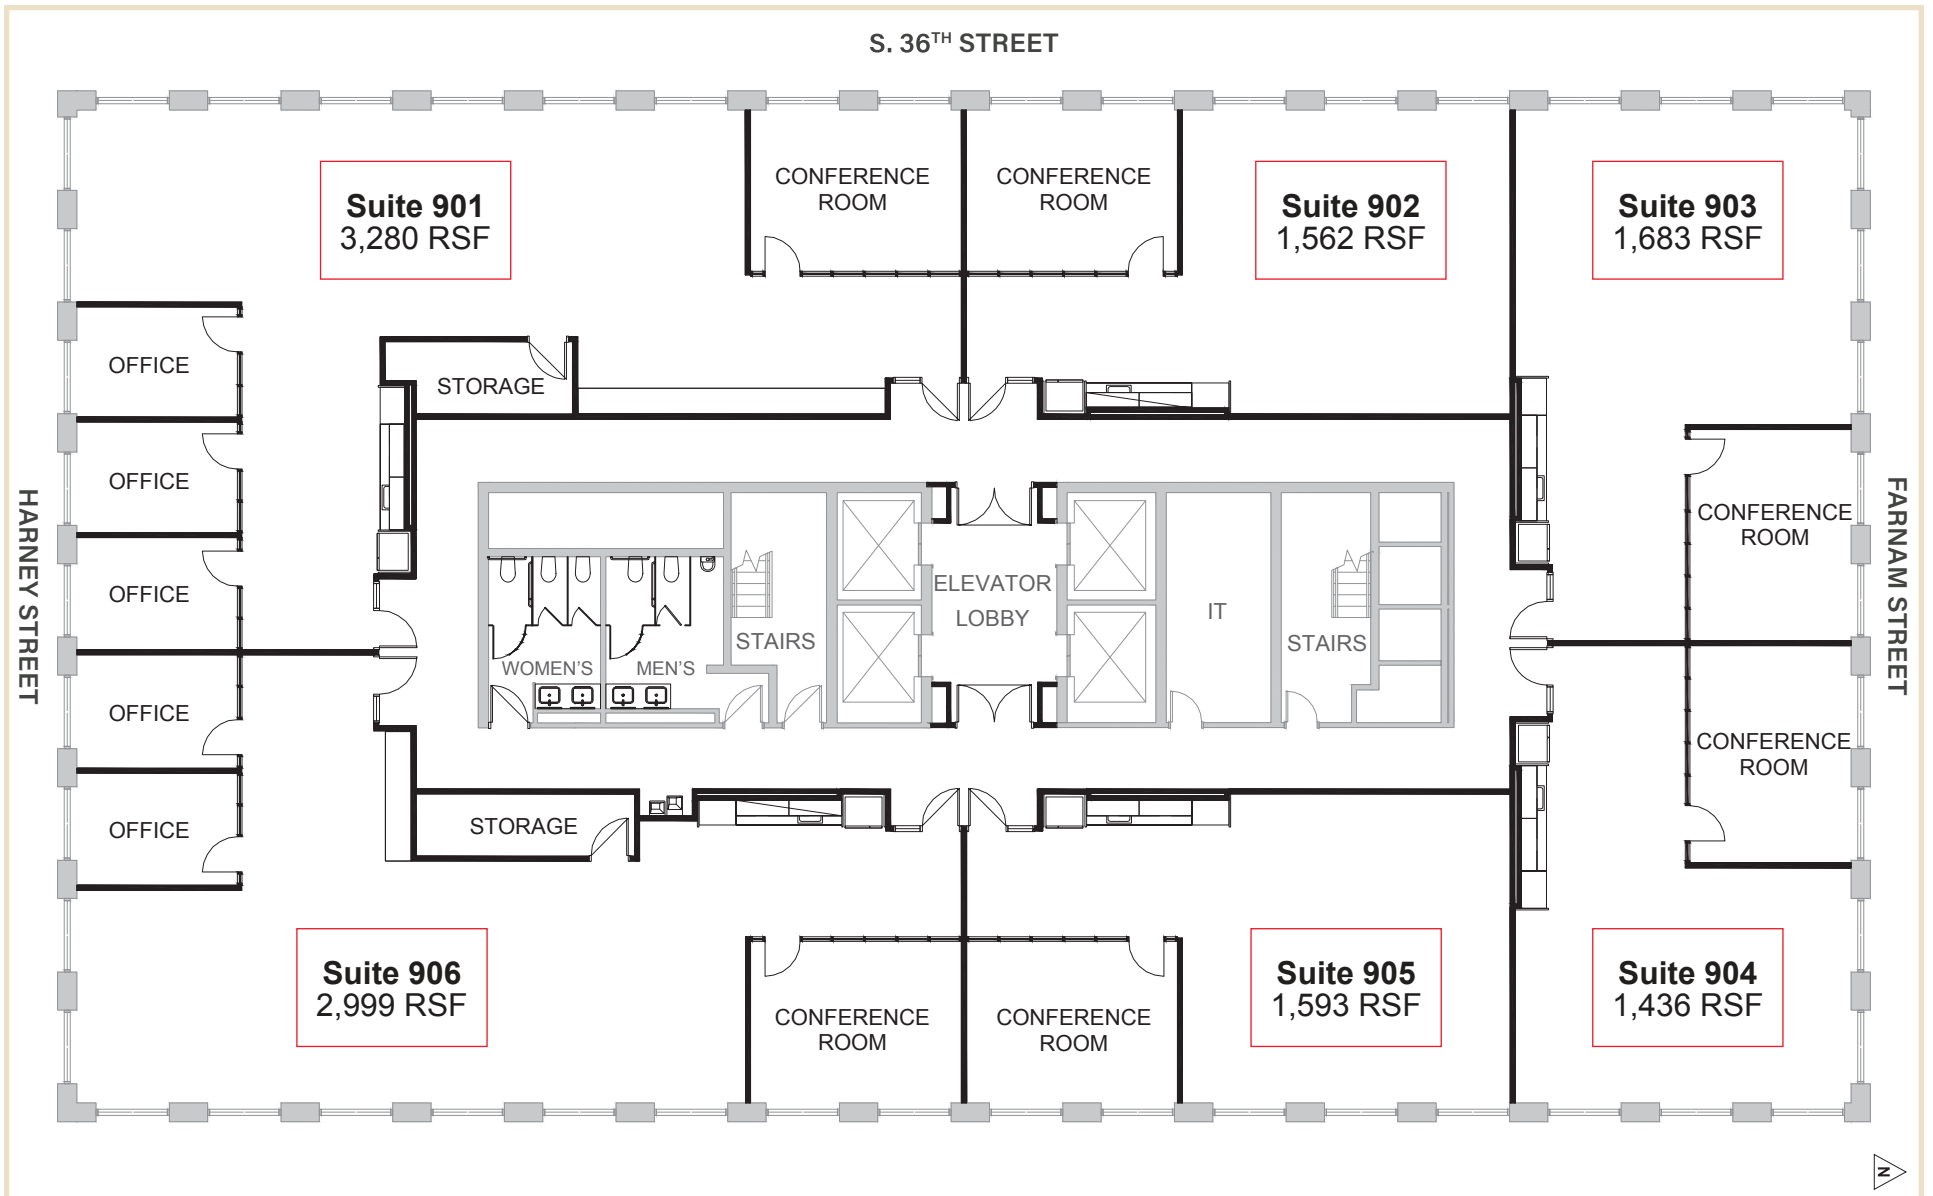 S. 36TH STREET
CONFERENCE
ROOM
CONFERENCE
ROOM
Suite 901
3,280 RSF
Suite 902
1,562 RSF
Suite 903
1,683 RSF
OFFICE
STORAGE
OFFICE
CONFERENCE
ROOM
HARNEY STREET
FARNAM STREET
OFFICE
ELEVATOR
LOBBY
IT
STAIRS
STAIRS
WOMEN'S
MEN'S
OFFICE
CONFERENCE
ROOM
OFFICE
STORAGE
Suite 906
2,999 RSF
CONFERENCE
ROOM
CONFERENCE
ROOM
Suite 905
1,593 RSF
Suite 904
1,436 RSF
N